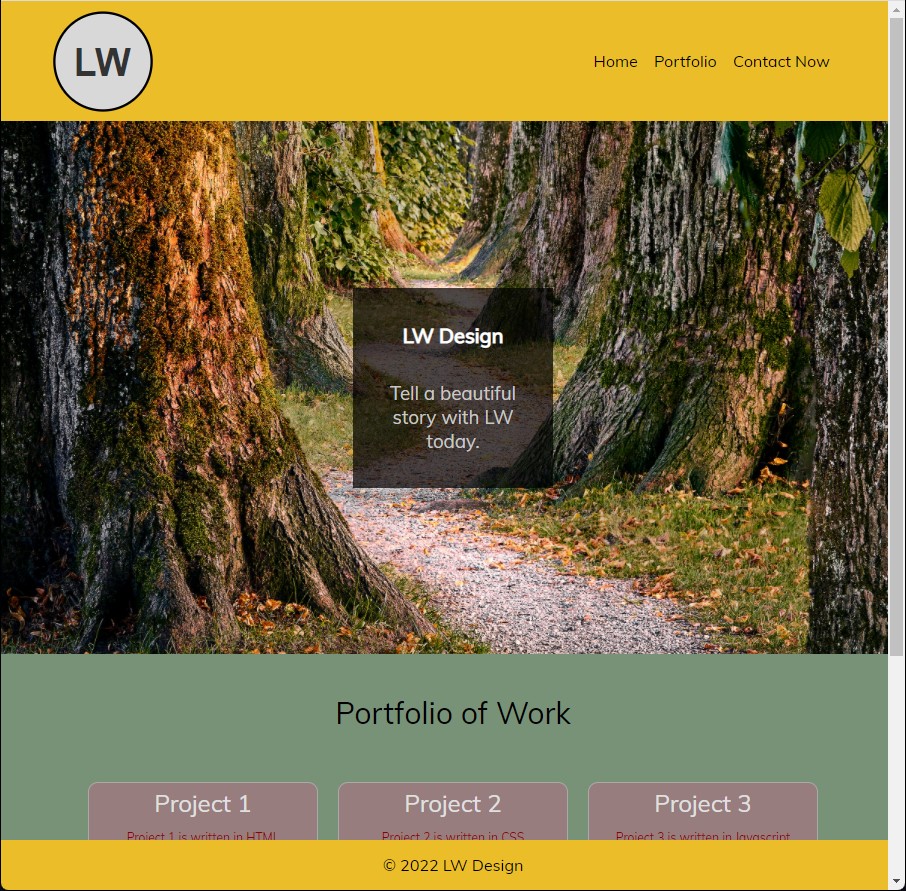 LW
Home Portfolio Contact Now
LW Design
Tell a beautiful
story with LW
today.
Portfolio of Work
Project 1 Project 2 Project 3
Project 1 is written in HTML Project 2 is written in CSS Project 3 is written in Javascript
© 2022 LW Design